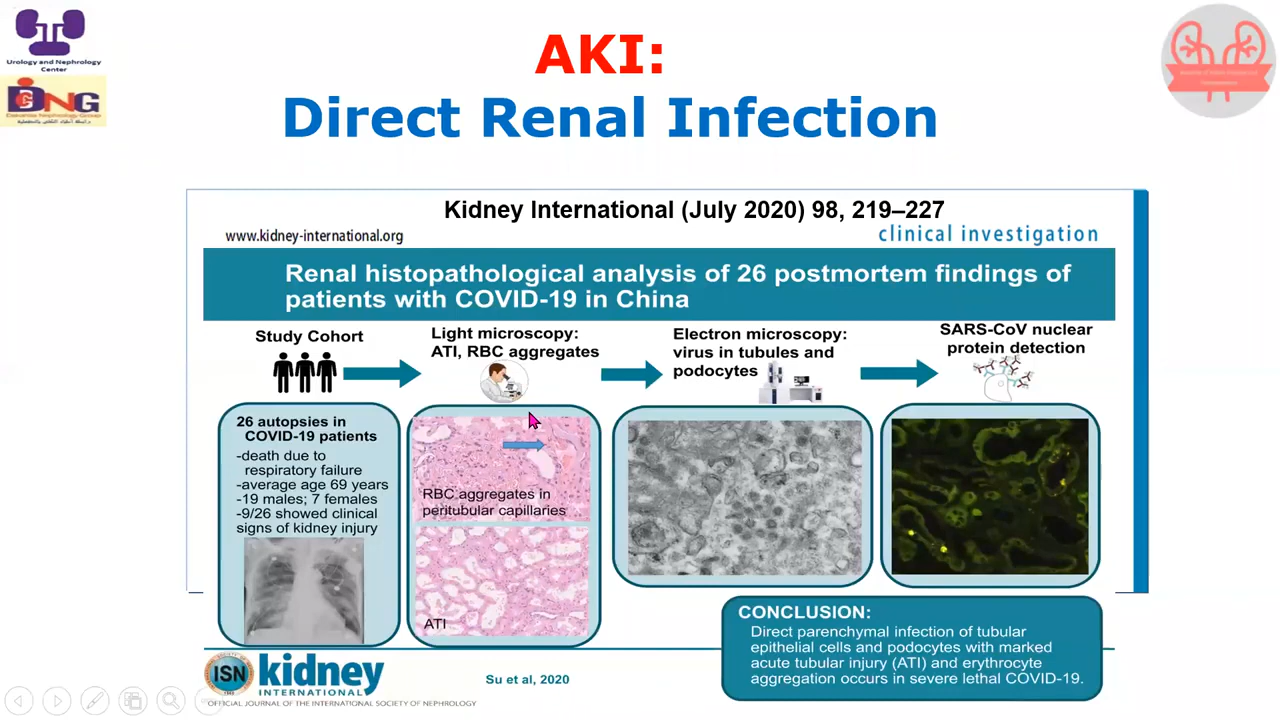 Urology and Nephrology
Center
DNG
Dakahlia Nephrology Group
AKI:
Direct Renal Infection
Kidney International (July 2020) 98, 219–227
www.kidney-international.org
clinical investigation
Renal histopathological analysis of 26 postmortem findings of
patients with COVID-19 in China
Study Cohort
Light microscopy:
ATI, RBC aggregates
Electron microscopy:
virus in tubules and
podocytes
SARS-CoV nuclear
protein detection
26 autopsies in
COVID-19 patients
-death due to
respiratory failure
-average age 69 years
-19 males; 7 females
-9/26 showed clinical
signs of kidney injury
RBC aggregates in
peritubular capillaries
ATI
CONCLUSION:
Direct parenchymal infection of tubular
epithelial cells and podocytes with marked
acute tubular injury (ATI) and erythrocyte
aggregation occurs in severe lethal COVID-19.
ISN
kidney
INTERNATIONAL
OFFICIAL JOURNAL OF THE INTERNATIONAL SOCIETY OF NEPHROLOGY
Su et al, 2020